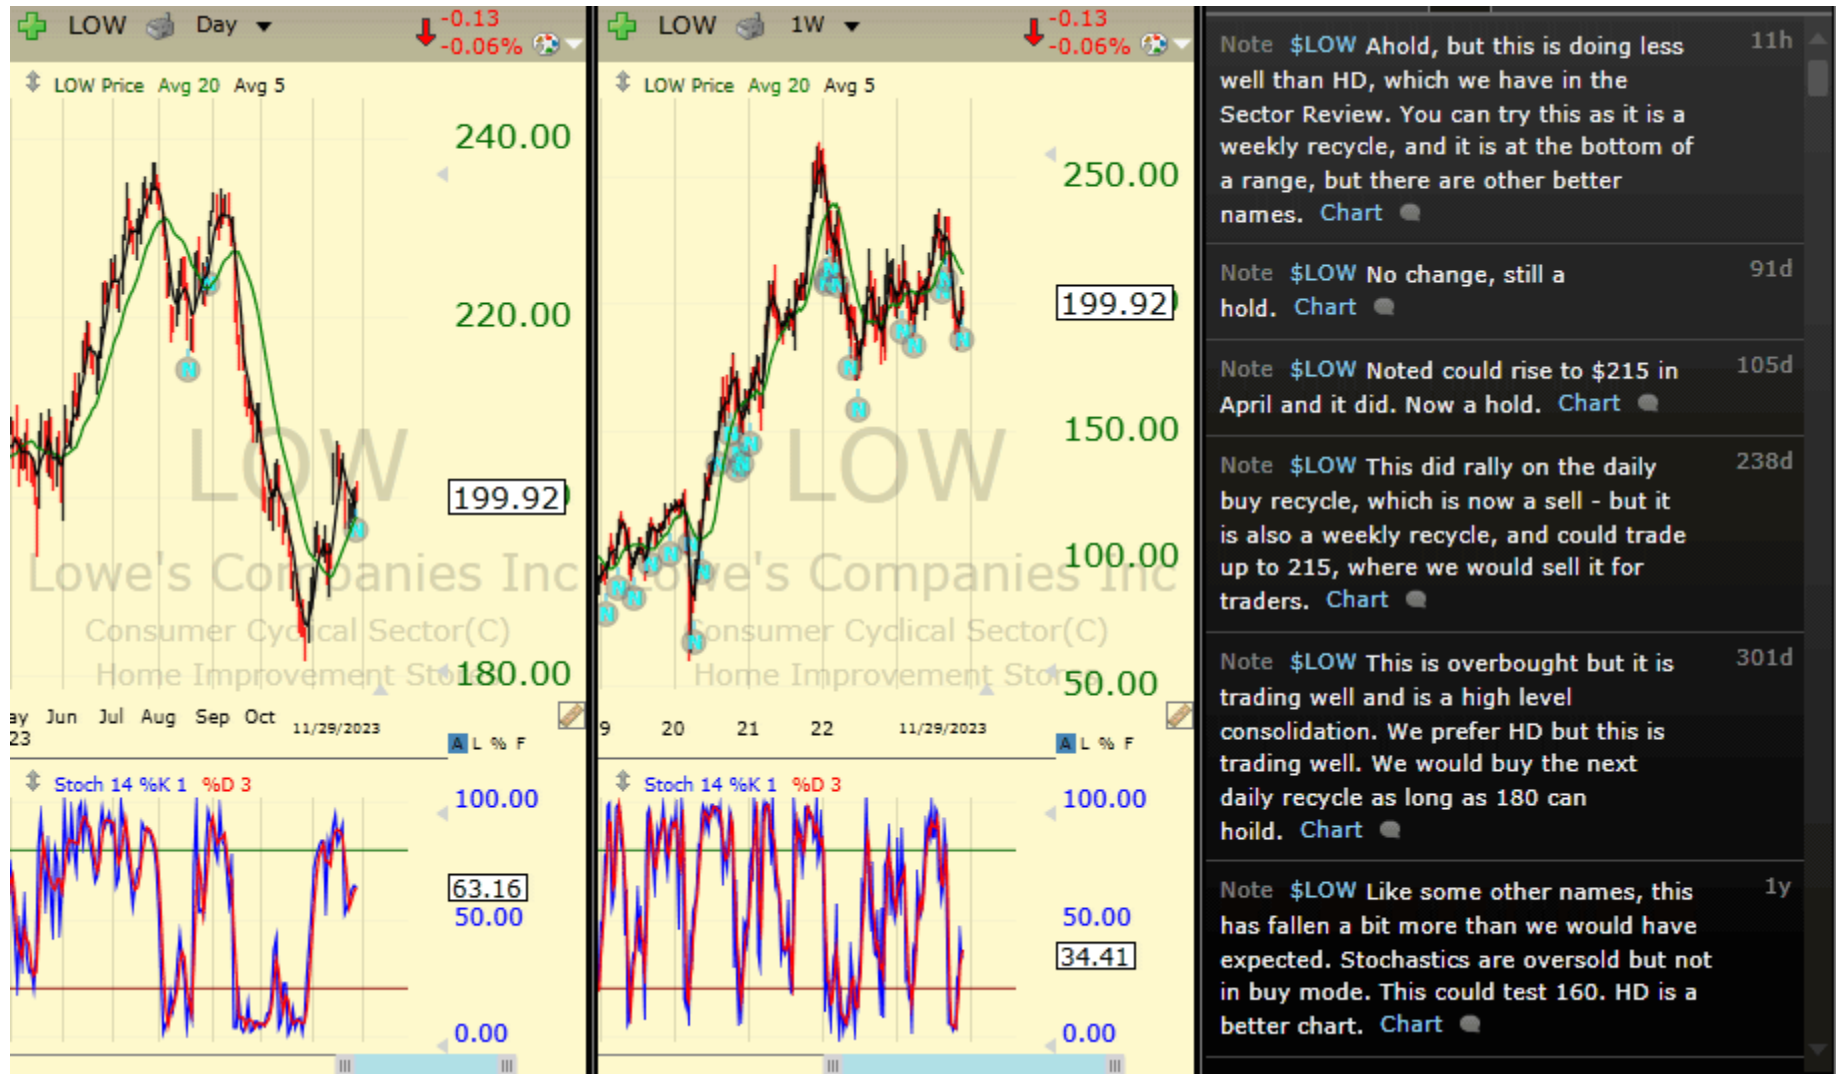 LOW Day
-0.13
-0.06%
LOW Price Avg 20 Avg 5
240.00
220.00
199.92
180.00
LOW
Lowe's Companies Inc
Consumer Cyclical Sector(C)
Home Improvement Stores
ay Jun Jul Aug Sep Oct 11/29/2023
23
A L % F
Stoch 14 %K 1 %D 3
100.00
63.16
50.00
0.00
LOW 1W
-0.13
-0.06%
LOW Price Avg 20 Avg 5
250.00
199.92
150.00
100.00
50.00
LOW
Lowe's Companies Inc
Consumer Cyclical Sector(C)
Home Improvement Stores
9 20 21 22 11/29/2023
A L % F
Stoch 14 %K 1 %D 3
100.00
50.00
34.41
0.00
Note $LOW Ahold, but this is doing less 11h
well than HD, which we have in the
Sector Review. You can try this as it is a
weekly recycle, and it is at the bottom of
a range, but there are other better
names. Chart
Note $LOW No change, still a 91d
hold. Chart
Note $LOW Noted could rise to $215 in 105d
April and it did. Now a hold. Chart
Note $LOW This did rally on the daily 238d
buy recycle, which is now a sell - but it
is also a weekly recycle, and could trade
up to 215, where we would sell it for
traders. Chart
Note $LOW This is overbought but it is 301d
trading well and is a high level
consolidation. We prefer HD but this is
trading well. We would buy the next
daily recycle as long as 180 can
hoild. Chart
Note $LOW Like some other names, this 1y
has fallen a bit more than we would have
expected. Stochastics are oversold but not
in buy mode. This could test 160. HD is a
better chart. Chart